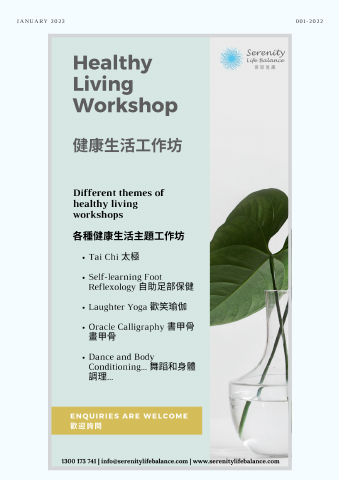 JANUARY 2022
001-2022
Serenity
Life Balance
Healthy
Living
Workshop
健康生活工作坊
Different themes of
healthy living
workshops
各種健康生活主題工作坊
• Tai Chi 太極
• Self-learning Foot
Reflexology 自助足部保健
• Laughter Yoga 歡笑瑜伽
• Oracle Calligraphy 書甲骨
畫甲骨
• Dance and Body
Conditioning... 舞蹈和身體
調理...
ENQUIRIES ARE WELCOME
歡迎詢問
1300 173 741 | info@serenitylifebalance.com | www.serenitylifebalance.com